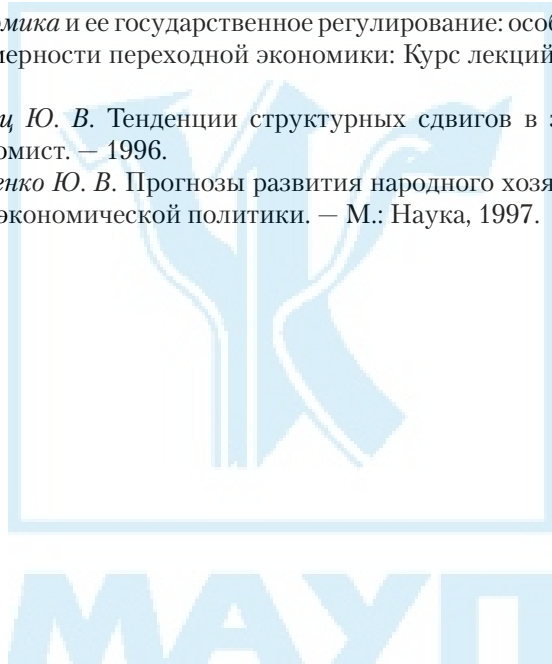 омика и ее государственное регулирование: особ
мерности переходной экономики: Курс лекций
ц Ю. В. Тенденции структурных сдвигов в э
омист. — 1996.
енко Ю. В. Прогнозы развития народного хозя
экономической политики. — М.: Наука, 1997.
МАУП